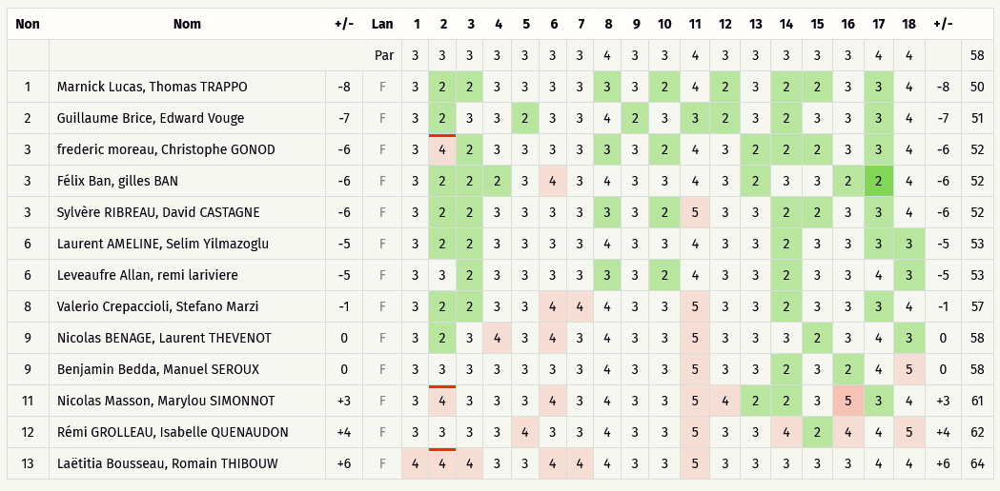 Non Nom +/- Lan 1 2 3 4 5 6 7 8 9 10 11 12 13 14 15 16 17 18 +/-
Par 3 3 3 3 3 3 3 4 3 3 4 3 3 3 3 3 4 4 58
1 Marnick Lucas, Thomas TRAPPO -8 F 3 2 2 3 3 3 3 3 3 2 4 2 3 2 2 3 3 4 -8 50
2 Guillaume Brice, Edward Vouge -7 F 3 2 3 3 2 3 3 4 2 3 3 2 3 2 3 3 3 4 -7 51
3 frederic moreau, Christophe GONOD -6 F 3 4 2 3 3 3 3 3 3 2 4 3 2 2 2 3 3 4 -6 52
3 Félix Ban, gilles BAN -6 F 3 2 2 2 3 4 3 4 3 3 4 3 2 3 3 2 2 4 -6 52
3 Sylvère RIBREAU, David CASTAGNE -6 F 3 2 2 3 3 3 3 3 3 2 5 3 3 2 2 3 3 4 -6 52
6 Laurent AMELINE, Selim Yilmazoglu -5 F 3 2 2 3 3 3 3 4 3 3 4 3 3 2 3 3 3 3 -5 53
6 Leveaufre Allan, remi lariviere -5 F 3 3 2 3 3 3 3 3 3 2 4 3 3 2 3 3 4 3 -5 53
8 Valerio Crepaccioli, Stefano Marzi -1 F 3 2 2 3 3 4 4 4 3 3 5 3 3 2 3 3 3 4 -1 57
9 Nicolas BENAGE, Laurent THEVENOT 0 F 3 2 3 4 3 4 3 4 3 3 5 3 3 3 2 3 4 3 0 58
9 Benjamin Bedda, Manuel SEROUX 0 F 3 3 3 3 3 3 3 4 3 3 5 3 3 2 3 2 4 5 0 58
11 Nicolas Masson, Marylou SIMONNOT +3 F 3 4 3 3 3 4 3 4 3 3 5 4 2 2 3 5 3 4 +3 61
12 Rémi GROLLEAU, Isabelle QUENAUDON +4 F 3 3 3 3 4 3 3 4 3 3 5 3 3 4 2 4 4 5 +4 62
13 Laëtitia Bousseau, Romain THIBOUW +6 F 4 4 4 3 3 4 4 4 3 3 5 3 3 3 3 3 4 4 +6 64